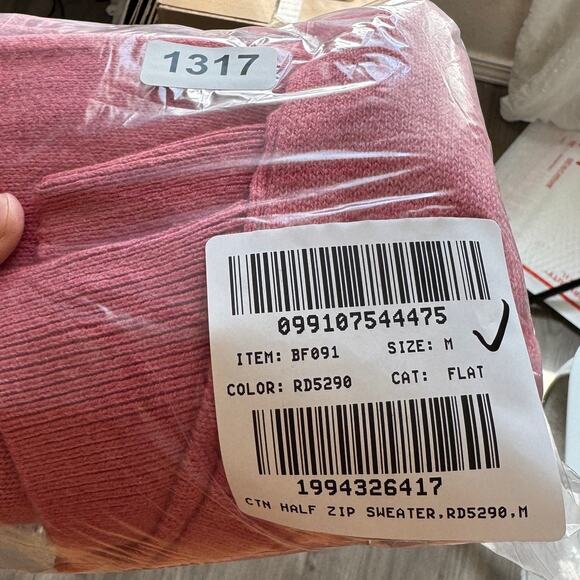 1317
099107544475
ITEM: BF091 SIZE: M
COLOR: RD5290 CAT: FLAT
1994326417
CTN HALF ZIP SWEATER,RD5290,M